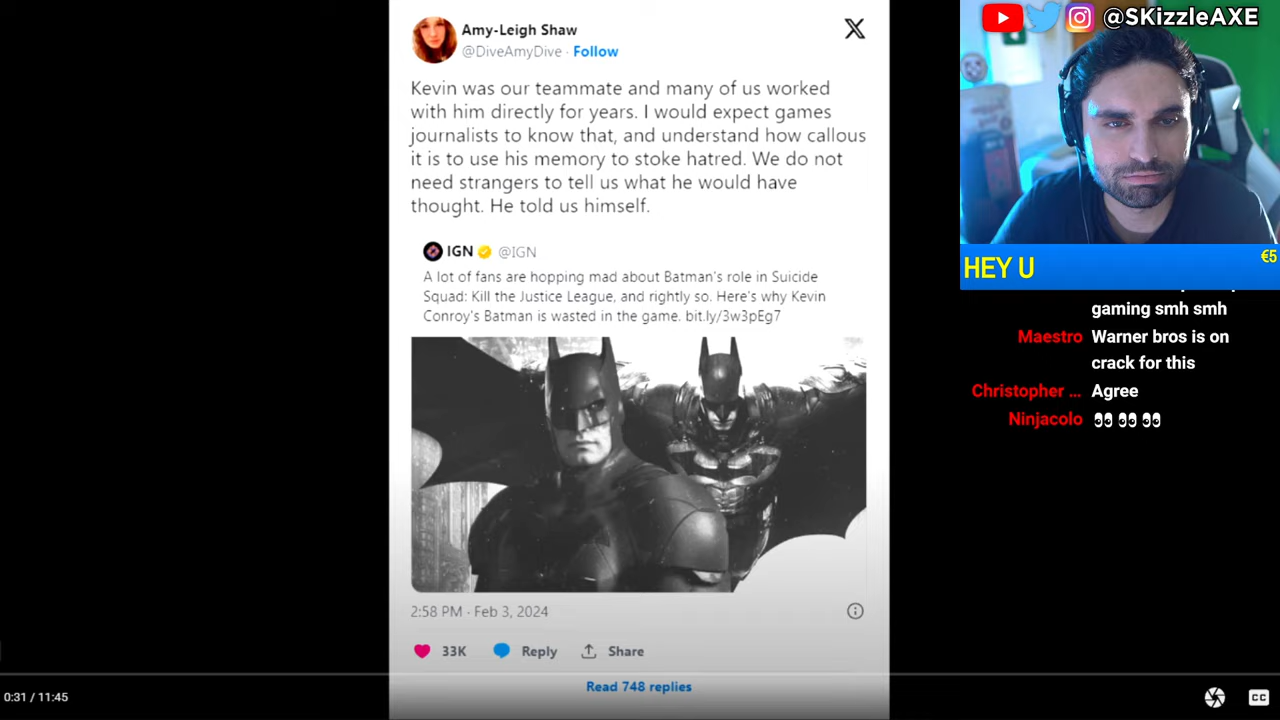 Amy-Leigh Shaw
@DiveAmyDive · Follow
Kevin was our teammate and many of us worked
with him directly for years. I would expect games
journalists to know that, and understand how callous
it is to use his memory to stoke hatred. We do not
need strangers to tell us what he would have
thought. He told us himself.
IGN @IGN
A lot of fans are hopping mad about Batman's role in Suicide
Squad: Kill the Justice League, and rightly so. Here's why Kevin
Conroy's Batman is wasted in the game. bit.ly/3w3pEg7
2:58 PM · Feb 3, 2024
33K Reply Share
Read 748 replies
0:31 / 11:45
CC
@SKizzleAXE
HEY U €5
gaming smh smh
Maestro Warner bros is on
crack for this
Christopher ... Agree
Ninjacolo 👀 👀 👀